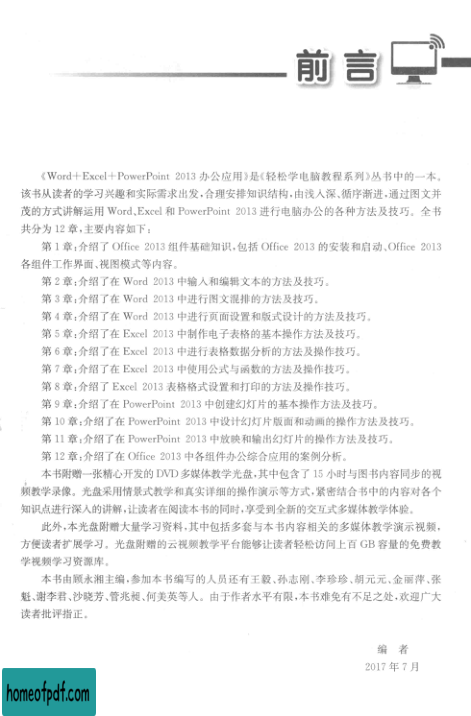 前言
《Word+Excel+PowerPoint 2013 办公应用》是《轻松学电脑教程系列》丛书中的一本。
该书从读者的学习兴趣和实际需求出发,合理安排知识结构,由浅入深、循序渐进,通过图文并
茂的方式讲解运用 Word、Excel 和 PowerPoint 2013 进行电脑办公的各种方法及技巧。全书
共分为 12 章,主要内容如下:
第 1 章:介绍了 Office 2013 组件基础知识,包括 Office 2013 的安装和启动、Office 2013
各组件工作界面、视图模式等内容。
第 2 章:介绍了在 Word 2013 中输入和编辑文本的方法及技巧。
第 3 章:介绍了在 Word 2013 中进行图文混排的方法及技巧。
第 4 章:介绍了在 Word 2013 中进行页面设置和版式设计的方法及技巧。
第 5 章:介绍了在 Excel 2013 中制作电子表格的基本操作方法及技巧。
第 6 章:介绍了在 Excel 2013 中进行表格数据分析的方法及操作技巧。
第 7 章:介绍了在 Excel 2013 中使用公式与函数的方法及操作技巧。
第 8 章:介绍了 Excel 2013 表格格式设置和打印的方法及操作技巧。
第 9 章:介绍了在 PowerPoint 2013 中创建幻灯片的基本操作方法及技巧。
第 10 章:介绍了在 PowerPoint 2013 中设计幻灯片版面和动画的操作方法及技巧。
第 11 章:介绍了在 PowerPoint 2013 中放映和输出幻灯片的操作方法及技巧。
第 12 章:介绍了在 Office 2013 中各组件办公综合应用的案例分析。
本书附赠一张精心开发的 DVD 多媒体教学光盘,其中包含了 15 小时与图书内容同步的视
频教学录像。光盘采用情景式教学和真实详细的操作演示等方式,紧密结合书中的内容对各个
知识点进行深入的讲解,让读者在阅读本书的同时,享受到全新的交互式多媒体教学体验。
此外,本光盘附赠大量学习资料,其中包括多套与本书内容相关的多媒体教学演示视频,
方便读者扩展学习。光盘附赠的云视频教学平台能够让读者轻松访问上百 GB 容量的免费教
学视频学习资源库。
本书由顾永湘主编,参加本书编写的人员还有王毅、孙志刚、李珍珍、胡元元、金丽萍、张
魁、谢李君、沙晓芳、管兆昶、何美英等人。由于作者水平有限,本书难免有不足之处,欢迎广大
读者批评指正。
编 者
2017 年 7 月
homeofpdf.com